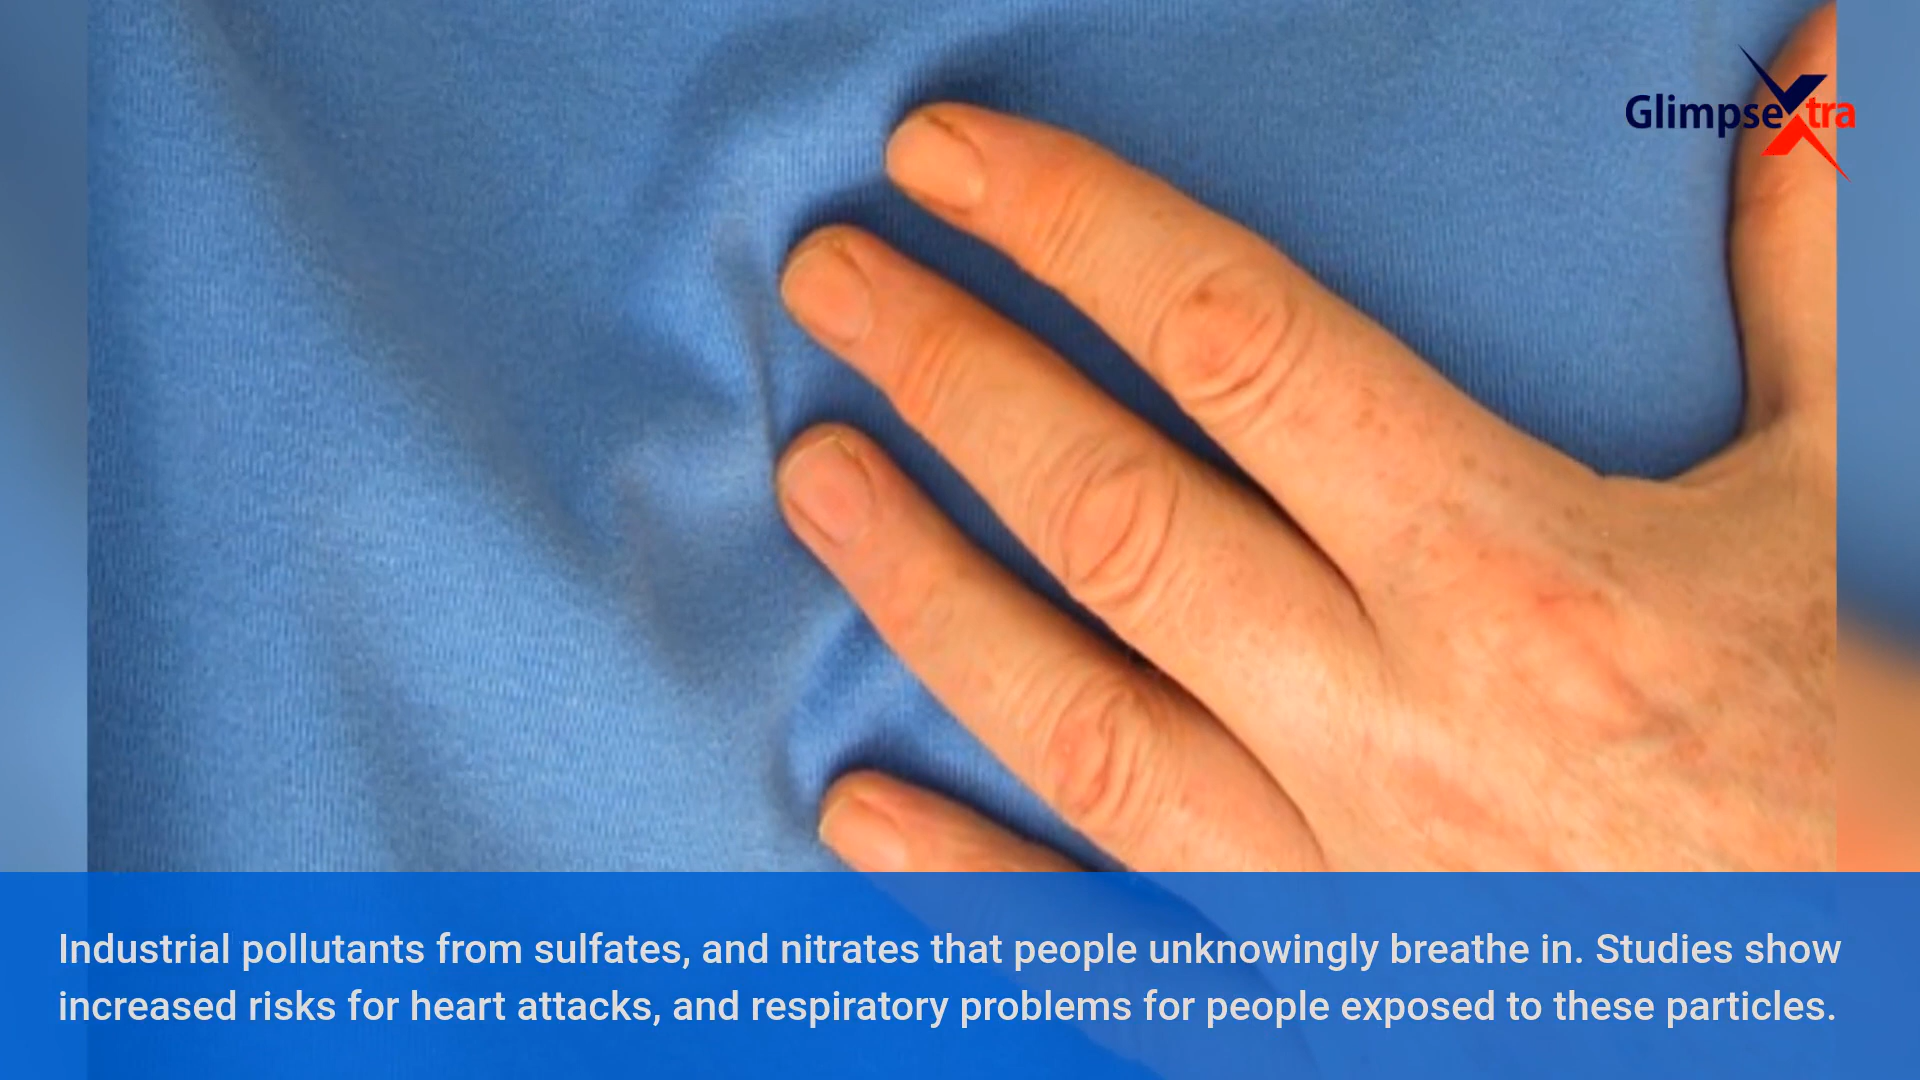 GlimpseXtra
Industrial pollutants from sulfates, and nitrates that people unknowingly breathe in. Studies show
increased risks for heart attacks, and respiratory problems for people exposed to these particles.